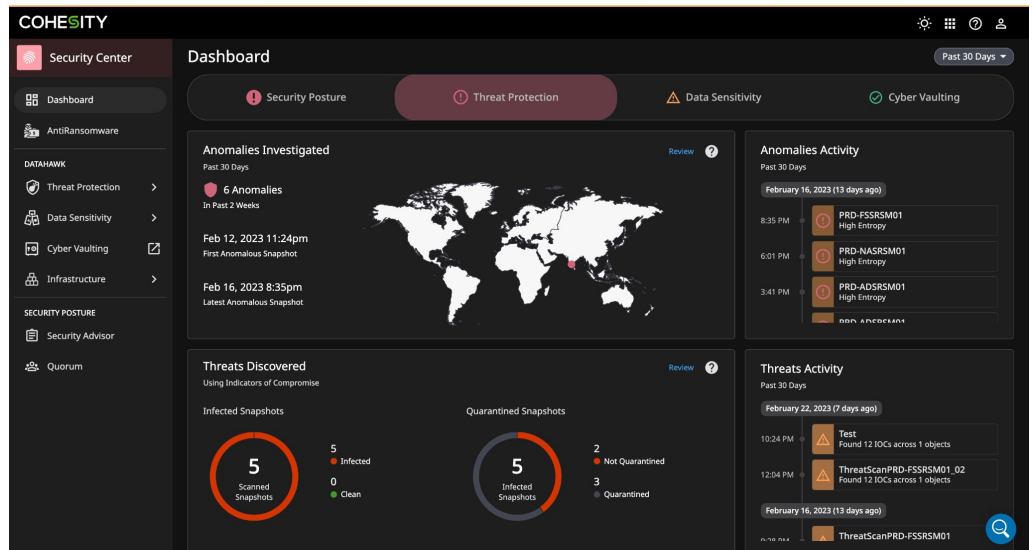 COHESITY
Security Center
Dashboard
AntiRansomware
DATAHAWK
Threat Protection
Data Sensitivity
Cyber Vaulting
Infrastructure
SECURITY POSTURE
Security Advisor
Quorum
Dashboard
Past 30 Days
Security Posture
Threat Protection
Data Sensitivity
Cyber Vaulting
Anomalies Investigated
Review
Past 30 Days
6 Anomalies
In Past 2 Weeks
Feb 12, 2023 11:24pm
First Anomalous Snapshot
Feb 16, 2023 8:35pm
Latest Anomalous Snapshot
Anomalies Activity
Past 30 Days
February 16, 2023 (13 days ago)
8:35 PM
PRD-FSSRSM01
High Entropy
6:01 PM
PRD-NASRSM01
High Entropy
3:41 PM
PRD-ADSRSM01
High Entropy
PRD-ADSRSM01
Threats Discovered
Review
Using Indicators of Compromise
Infected Snapshots
5
Scanned
Snapshots
5
Infected
0
Clean
Quarantined Snapshots
5
Infected
Snapshots
2
Not Quarantined
3
Quarantined
Threats Activity
Past 30 Days
February 22, 2023 (7 days ago)
10:24 PM
Test
Found 12 IOCs across 1 objects
12:04 PM
ThreatScanPRD-FSSRSM01_02
Found 12 IOCs across 1 objects
February 16, 2023 (13 days ago)
9:28 PM
ThreatScanPRD-FSSRSM01